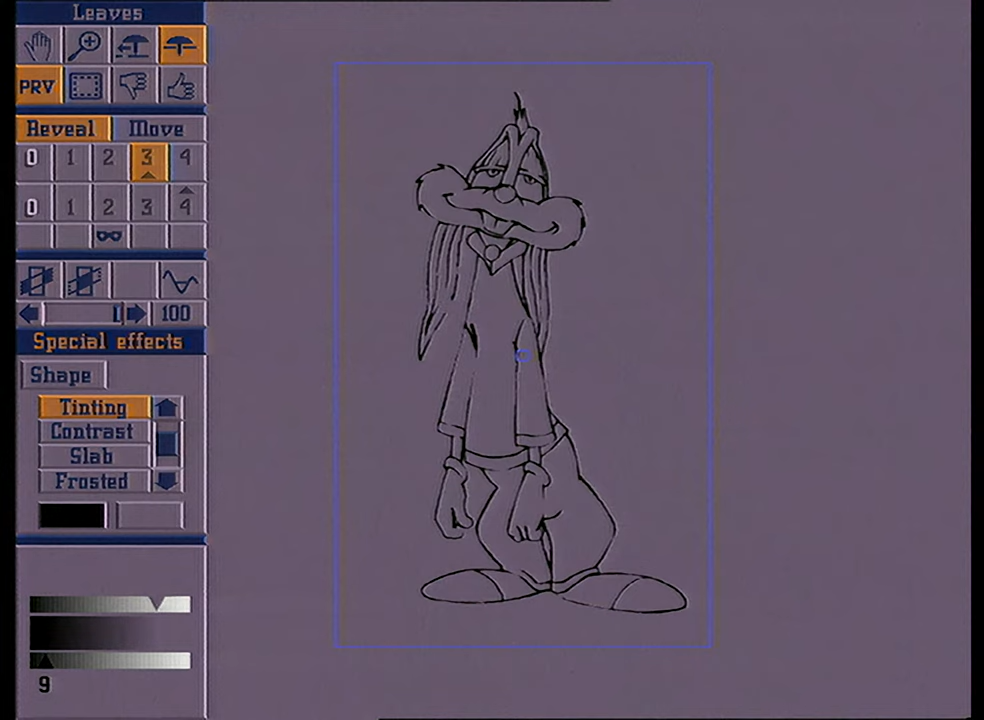 Leaves
PRV
Reveal Move
0 1 2 3 4
0 1 2 3 4
100
Special effects
Shape
Tinting
Contrast
Slab
Frosted
9